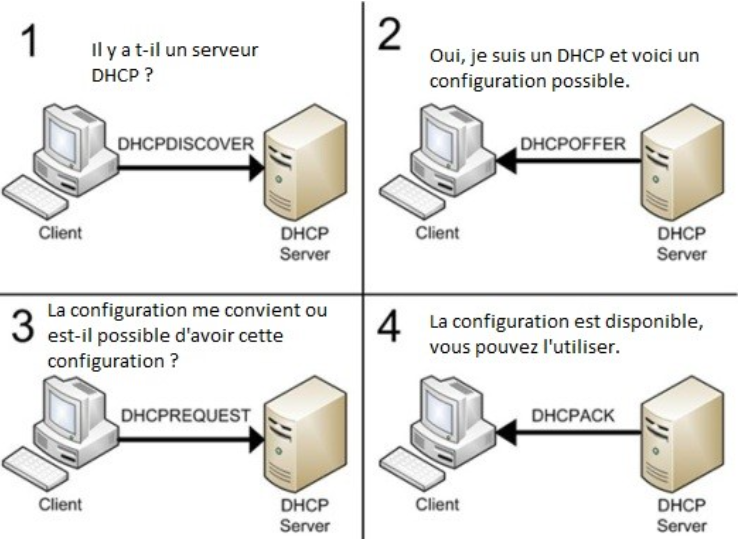 1
Il y a t-il un serveur
DHCP ?
DHCPDISCOVER
Client
DHCP
Server
2
Oui, je suis un DHCP et voici un
configuration possible.
DHCPOFFER
Client
DHCP
Server
3
La configuration me convient ou
est-il possible d'avoir cette
configuration ?
DHCPREQUEST
Client
DHCP
Server
4
La configuration est disponible,
vous pouvez l'utiliser.
DHCPACK
Client
DHCP
Server